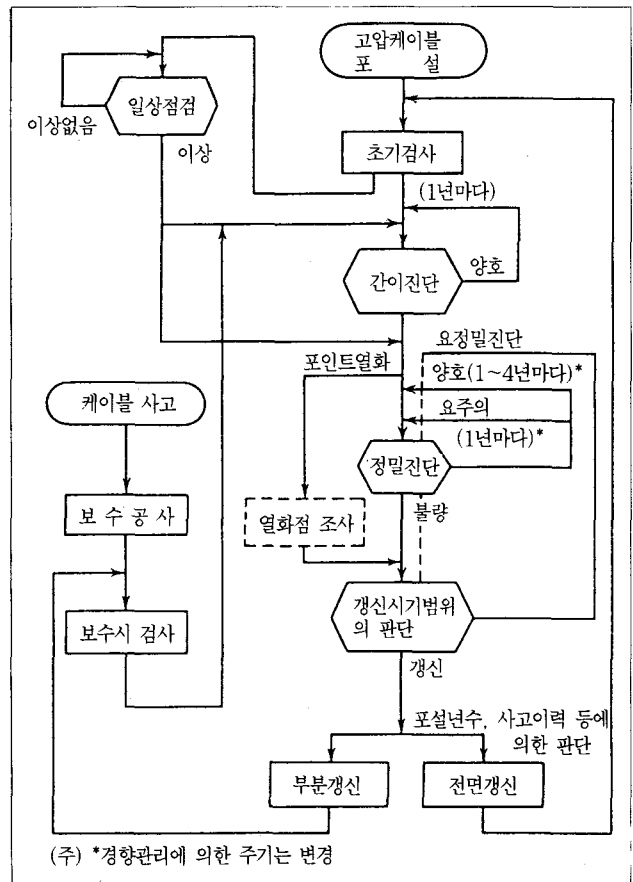 고압케이블
포 설
일상점검
이상없음
이상
초기검사
(1년마다)
양호
간이진단
요정밀진단
포인트열화
양호(1~4년마다)*
요주의
(1년마다)*
케이블 사고
정밀진단
불량
보 수 공 사
열화점 조사
갱신시기범위
의 판단
보수시 검사
갱신
포설년수, 사고이력 등에
의한 판단
부분갱신
전면갱신
(주) *경향관리에 의한 주기는 변경